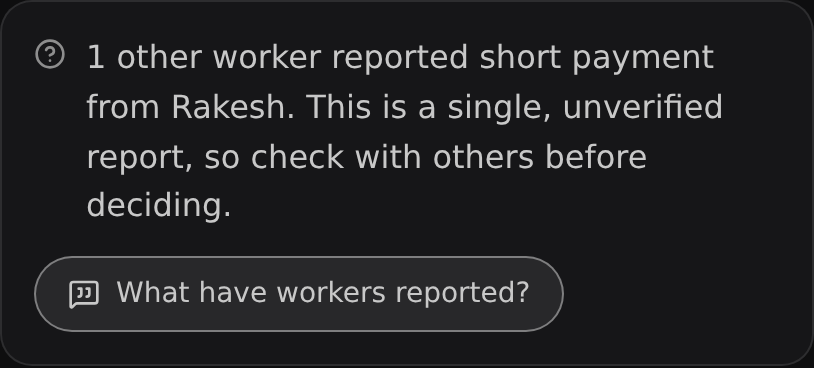 1 other worker reported short payment
from Rakesh. This is a single, unverified
report, so check with others before
deciding.
What have workers reported?